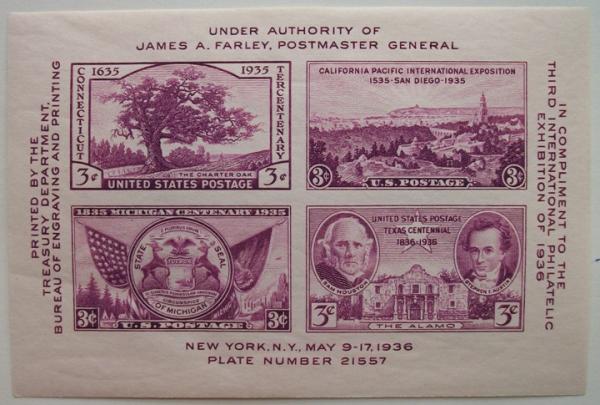 UNDER AUTHORITY OF
JAMES A. FARLEY, POSTMASTER GENERAL
PRINTED BY THE
TREASURY DEPARTMENT,
BUREAU OF ENGRAVING AND PRINTING
1635 1935
CONNECTICUT
TERCENTENARY
THE CHARTER OAK
3¢ 3¢
UNITED STATES POSTAGE
CALIFORNIA PACIFIC INTERNATIONAL EXPOSITION
1535-SAN DIEGO-1935
3¢ 3¢
U.S. POSTAGE
1835 MICHIGAN CENTENARY 1935
STATE SEAL
E PLURIBUS UNUM
OF MICHIGAN
3¢ 3¢
U.S. POSTAGE
UNITED STATES POSTAGE
TEXAS CENTENNIAL
1836-1936
SAM HOUSTON
STEPHEN F. AUSTIN
3¢ 3¢
THE ALAMO
IN COMPLIMENT TO THE
THIRD INTERNATIONAL PHILATELIC
EXHIBITION OF 1936
NEW YORK, N.Y., MAY 9-17, 1936
PLATE NUMBER 21557